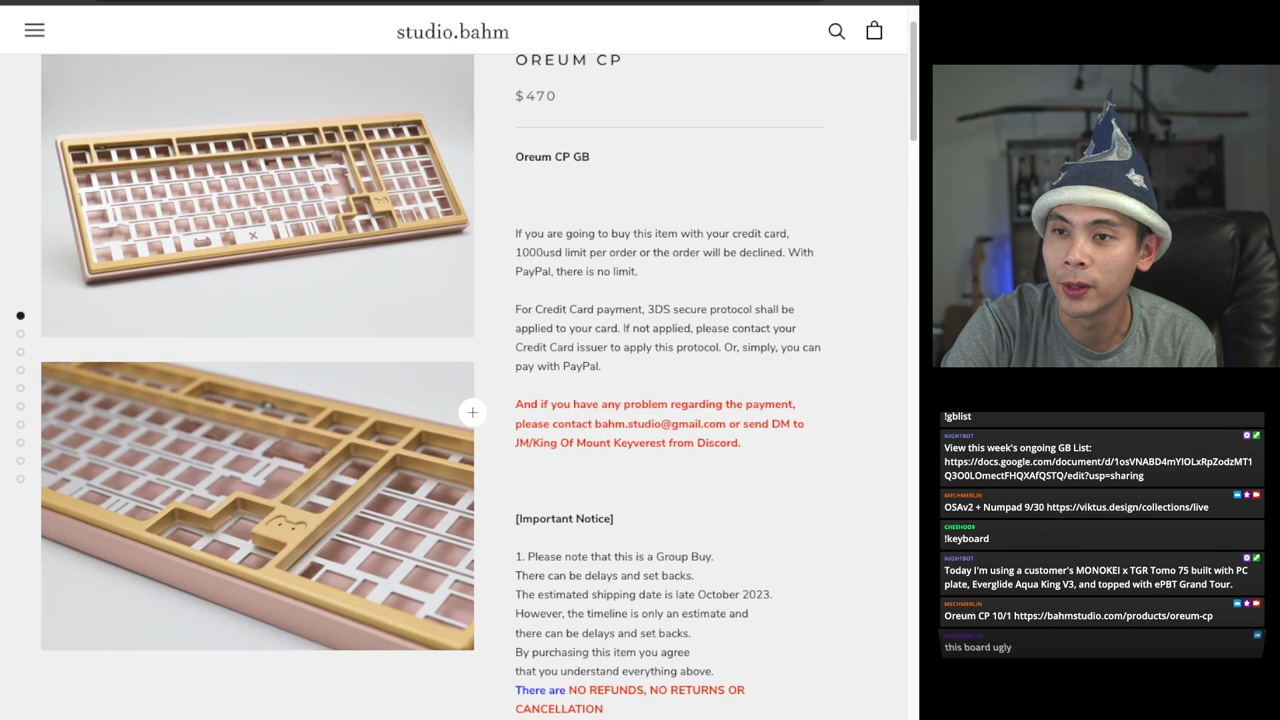 studio.bahm
OREUM CP
$470
Oreum CP GB
If you are going to buy this item with your credit card,
1000usd limit per order or the order will be declined. With
PayPal, there is no limit.
For Credit Card payment, 3DS secure protocol shall be
applied to your card. If not applied, please contact your
Credit Card issuer to apply this protocol. Or, simply, you can
pay with PayPal.
And if you have any problem regarding the payment,
please contact bahm.studio@gmail.com or send DM to
JM/King Of Mount Keyverest from Discord.
[Important Notice]
1. Please note that this is a Group Buy.
There can be delays and set backs.
The estimated shipping date is late October 2023.
However, the timeline is only an estimate and
there can be delays and set backs.
By purchasing this item you agree
that you understand everything above.
There are NO REFUNDS, NO RETURNS OR
CANCELLATION
!gblist
NIGHTBOT
View this week's ongoing GB List:
https://docs.google.com/document/d/1osVNABD4mYlOLxRpZodzMT1
Q3O0LOmectFHQXAfQSTQ/edit?usp=sharing
MECHMERLIN
OSAv2 + Numpad 9/30 https://viktus.design/collections/live
CHEEHO09
!keyboard
NIGHTBOT
Today I'm using a customer's MONOKEI x TGR Tomo 75 built with PC
plate, Everglide Aqua King V3, and topped with ePBT Grand Tour.
MECHMERLIN
Oreum CP 10/1 https://bahmstudio.com/products/oreum-cp
this board ugly